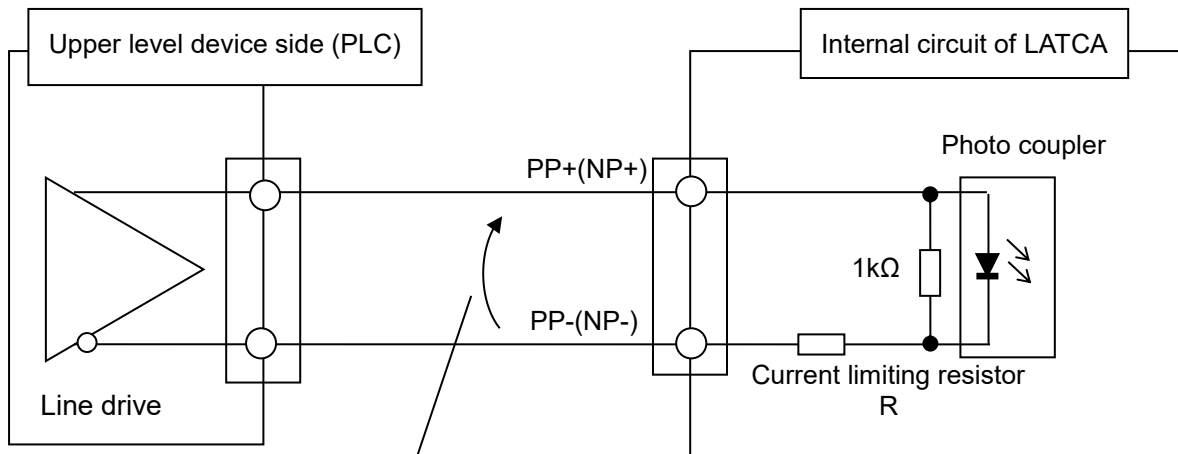 Upper level device side (PLC)
Internal circuit of LATCA
Photo coupler
PP+(NP+)
1kΩ
PP-(NP-)
Current limiting resistor
R
Line drive